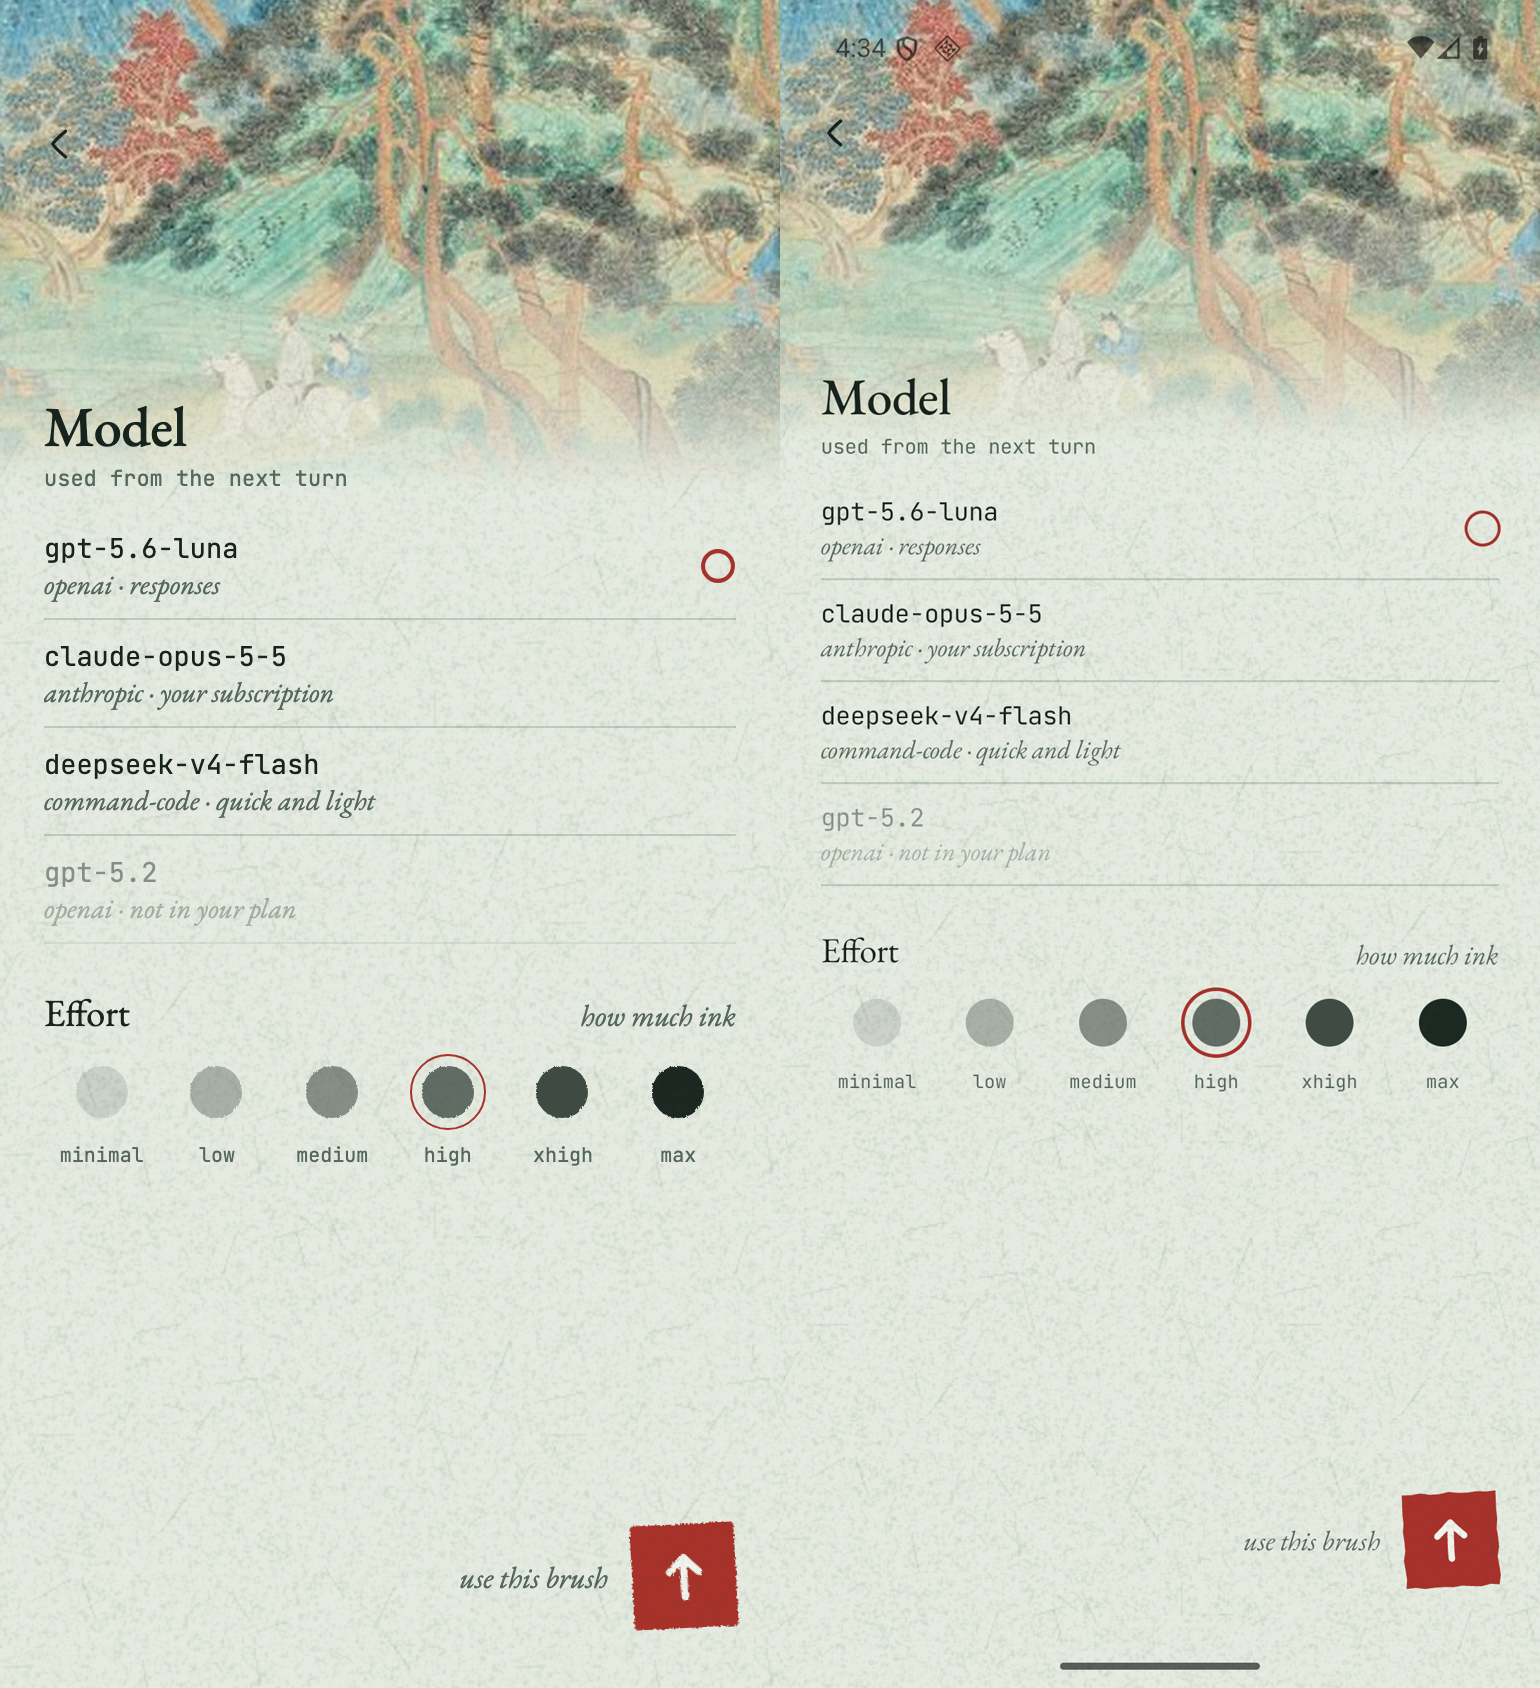 Model
used from the next turn
gpt-5.6-luna
openai · responses
claude-opus-5-5
anthropic · your subscription
deepseek-v4-flash
command-code · quick and light
gpt-5.2
openai · not in your plan
Effort how much ink
minimal low medium high xhigh max
use this brush
4:34
Model
used from the next turn
gpt-5.6-luna
openai · responses
claude-opus-5-5
anthropic · your subscription
deepseek-v4-flash
command-code · quick and light
gpt-5.2
openai · not in your plan
Effort how much ink
minimal low medium high xhigh max
use this brush